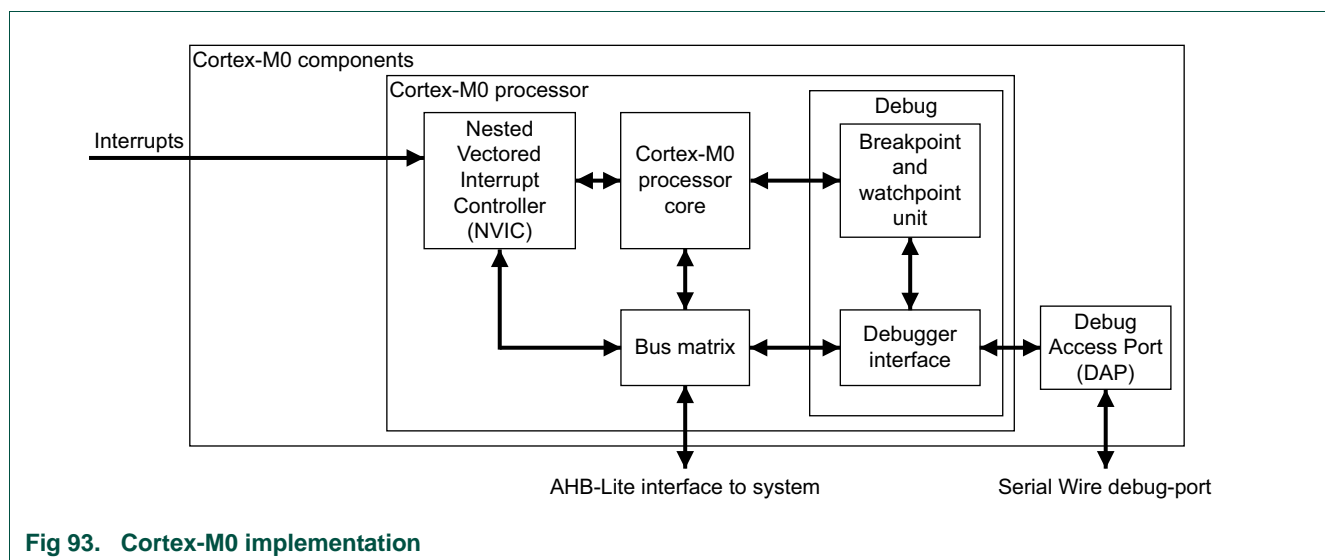 Cortex-M0 components
Cortex-M0 processor
Interrupts
Nested
Vectored
Interrupt
Controller
(NVIC)
Cortex-M0
processor
core
Debug
Breakpoint
and
watchpoint
unit
Bus matrix
Debugger
interface
Debug
Access Port
(DAP)
AHB-Lite interface to system
Serial Wire debug-port
Fig 93. Cortex-M0 implementation